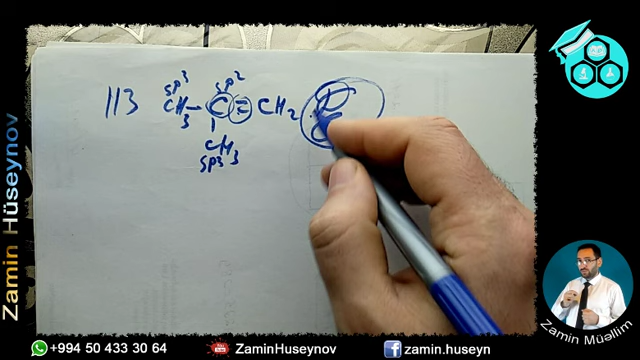 sp³ sp²
113 CH₃–C=CH₂
CH₃
sp3
Zamin Hüseynov
Zamin Müəllim
+994 50 433 30 64
ZaminHuseynov
zamin.huseyn